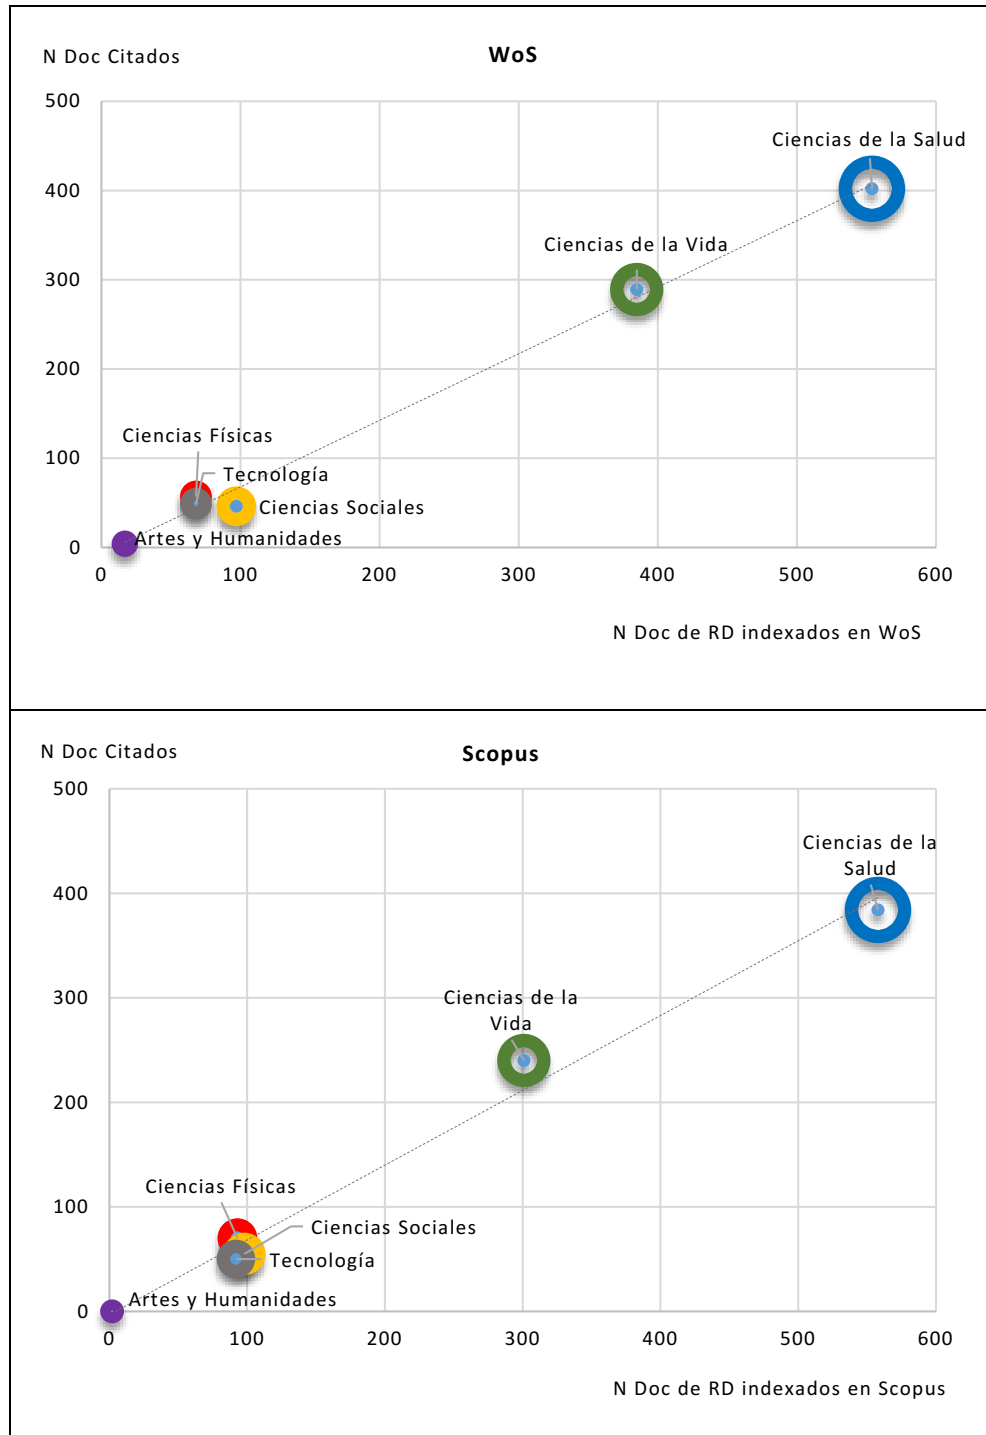 N Doc Citados
WoS
500
Ciencias de la Salud
400
Ciencias de la Vida
300
200
Ciencias Físicas
100
Tecnología
Ciencias Sociales
Artes y Humanidades
0
0 100 200 300 400 500 600
N Doc de RD indexados en WoS
N Doc Citados
Scopus
500
Ciencias de la
Salud
400
Ciencias de la
Vida
300
200
Ciencias Físicas
100
Ciencias Sociales
Tecnología
Artes y Humanidades
0
0 100 200 300 400 500 600
N Doc de RD indexados en Scopus